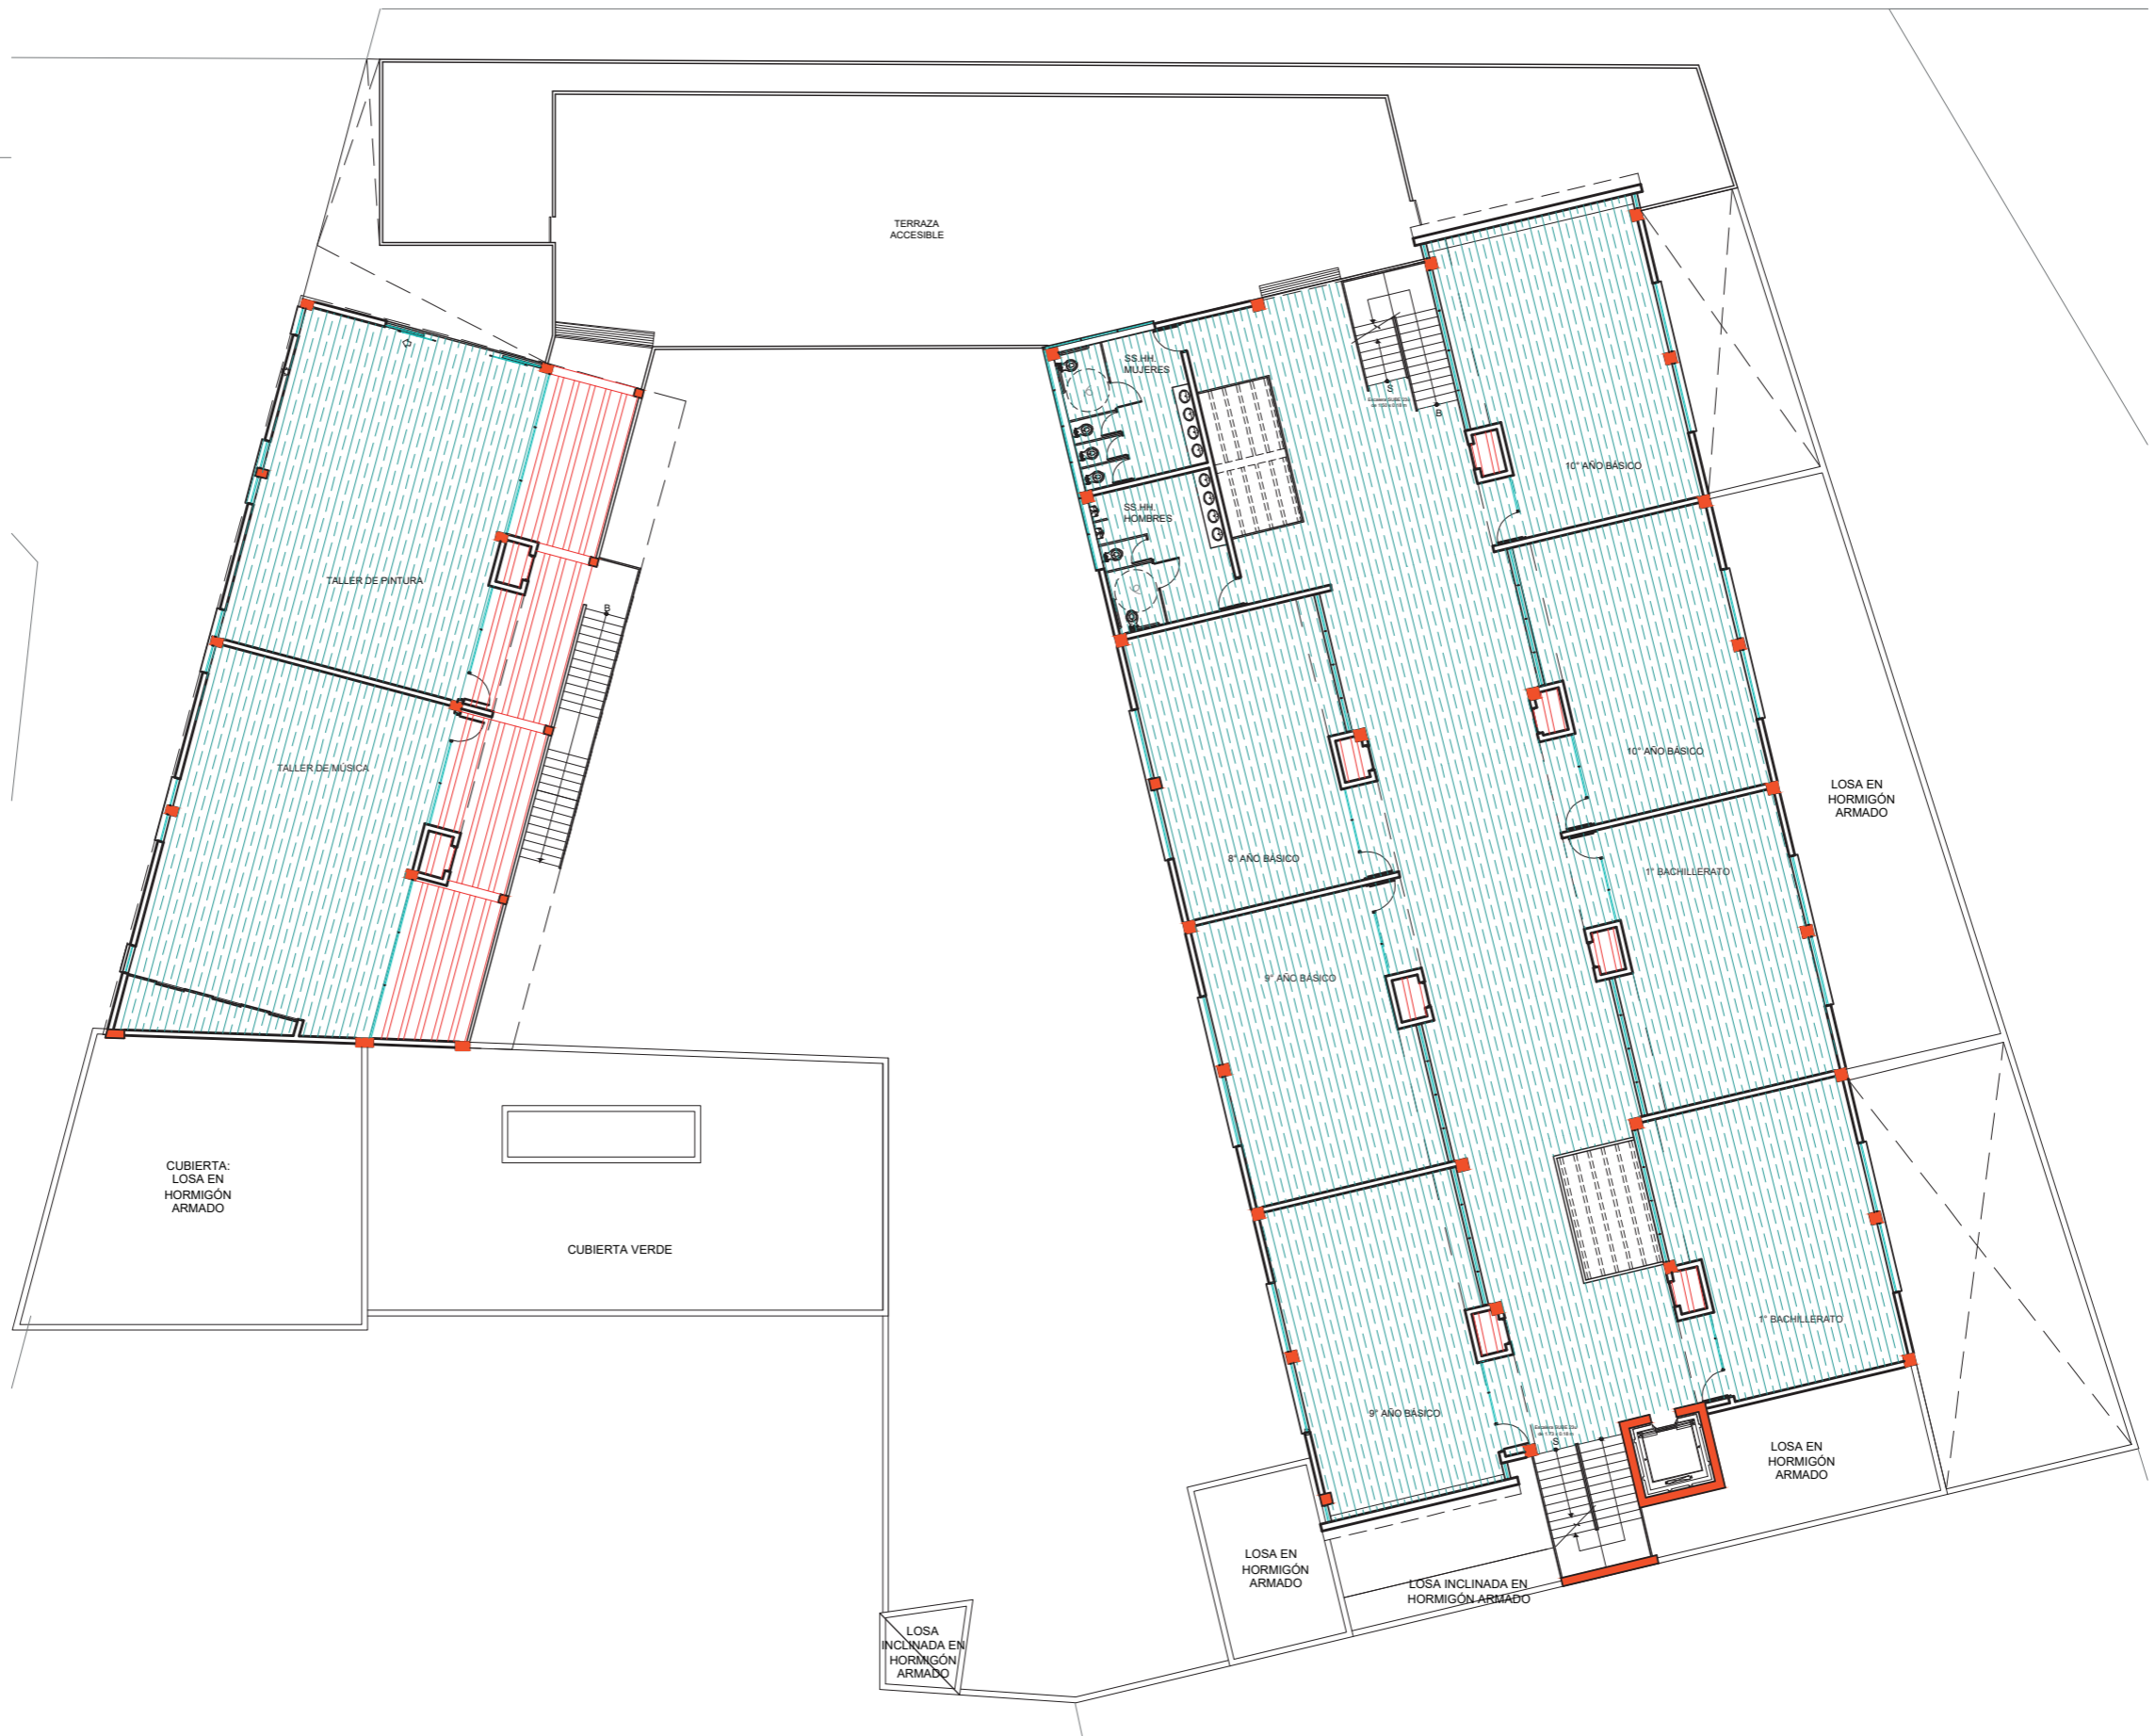 TERRAZA
ACCESIBLE
SS.HH.
MUJERES
S
B
10° AÑO BÁSICO
SS.HH.
HOMBRES
TALLER DE PINTURA
B
10° AÑO BÁSICO
TALLER DE MÚSICA
LOSA EN
HORMIGÓN
ARMADO
8° AÑO BÁSICO
1° BACHILLERATO
9° AÑO BÁSICO
CUBIERTA:
LOSA EN
HORMIGÓN
ARMADO
CUBIERTA VERDE
1° BACHILLERATO
9° AÑO BÁSICO
S
LOSA EN
HORMIGÓN
ARMADO
LOSA EN
HORMIGÓN
ARMADO
LOSA INCLINADA EN
HORMIGÓN ARMADO
LOSA
INCLINADA EN
HORMIGÓN
ARMADO